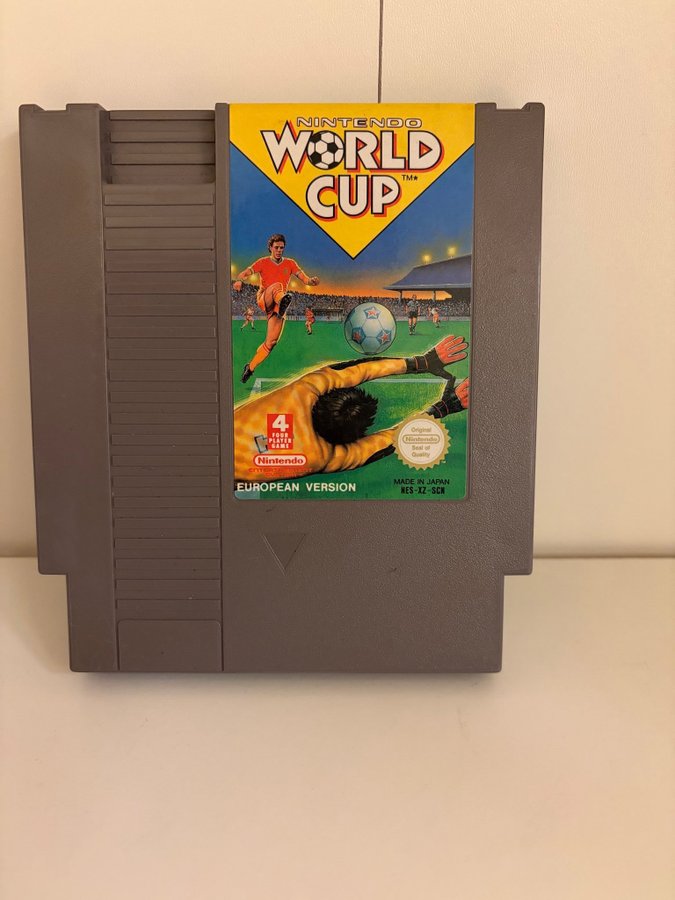 NINTENDO
WORLD
CUP
TM
4
FOUR
PLAYER
GAME
Nintendo
ENTERTAINMENT
EUROPEAN VERSION
Original
Nintendo
Seal of
Quality
MADE IN JAPAN
NES-XZ-SCN